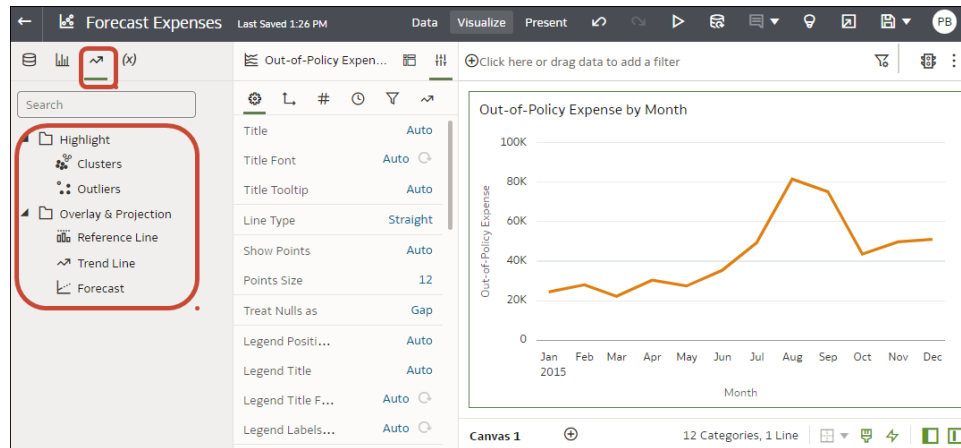 Forecast Expenses Last Saved 1:26 PM Data Visualize Present PB
(x)
Out-of-Policy Expen...
Click here or drag data to add a filter
Search
Highlight
Clusters
Outliers
Overlay & Projection
Reference Line
Trend Line
Forecast
#
Title Auto
Title Font Auto
Title Tooltip Auto
Line Type Straight
Show Points Auto
Points Size 12
Treat Nulls as Gap
Legend Positi... Auto
Legend Title Auto
Legend Title F... Auto
Legend Labels... Auto
Out-of-Policy Expense by Month
Out-of-Policy Expense
100K
80K
60K
40K
20K
0
Jan Feb Mar Apr May Jun Jul Aug Sep Oct Nov Dec
2015
Month
Canvas 1 12 Categories, 1 Line